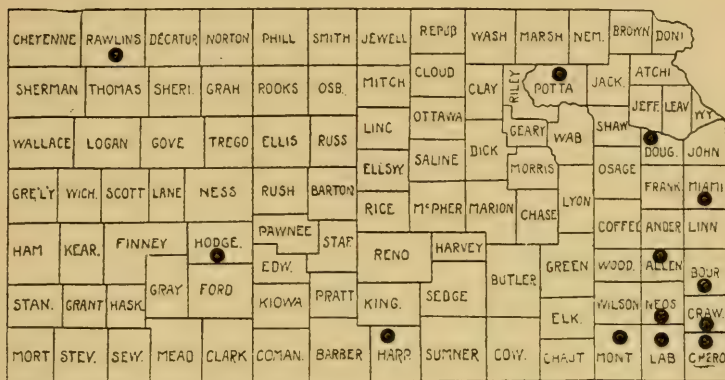 CHEYENNE RAWLINS DECATUR NORTON PHILL SMITH JEWELL REPUB WASH MARSH NEM. BROWN DONI
SHERMAN THOMAS SHERI. GRAH ROOKS OSB. MITCH CLOUD CLAY RILEY POTTA JACK. ATCHI
JEFF LEAV WY
WALLACE LOGAN GOVE TREGO ELLIS RUSS LINC OTTAWA DICK GEARY WAB SHAW DOUG. JOHN
ELLSW. SALINE MORRIS OSAGE
GRE'LY WICH. SCOTT LANE NESS RUSH BARTON RICE McPHER MARION CHASE LYON FRANK. MIAMI
HAM KEAR. FINNEY HODGE. PAWNEE STAF. RENO HARVEY COFFEY ANDER LINN
EDW. BUTLER GREEN WOOD. ALLEN BOUR
STAN. GRANT HASK. GRAY FORD KIOWA PRATT KING. SEDGE ELK. WILSON NEOS CRAW.
MORT STEV. SEW. MEAD CLARK COMAN. BARBER HARP. SUMNER COW. CHAUT MONT LAB CHERO